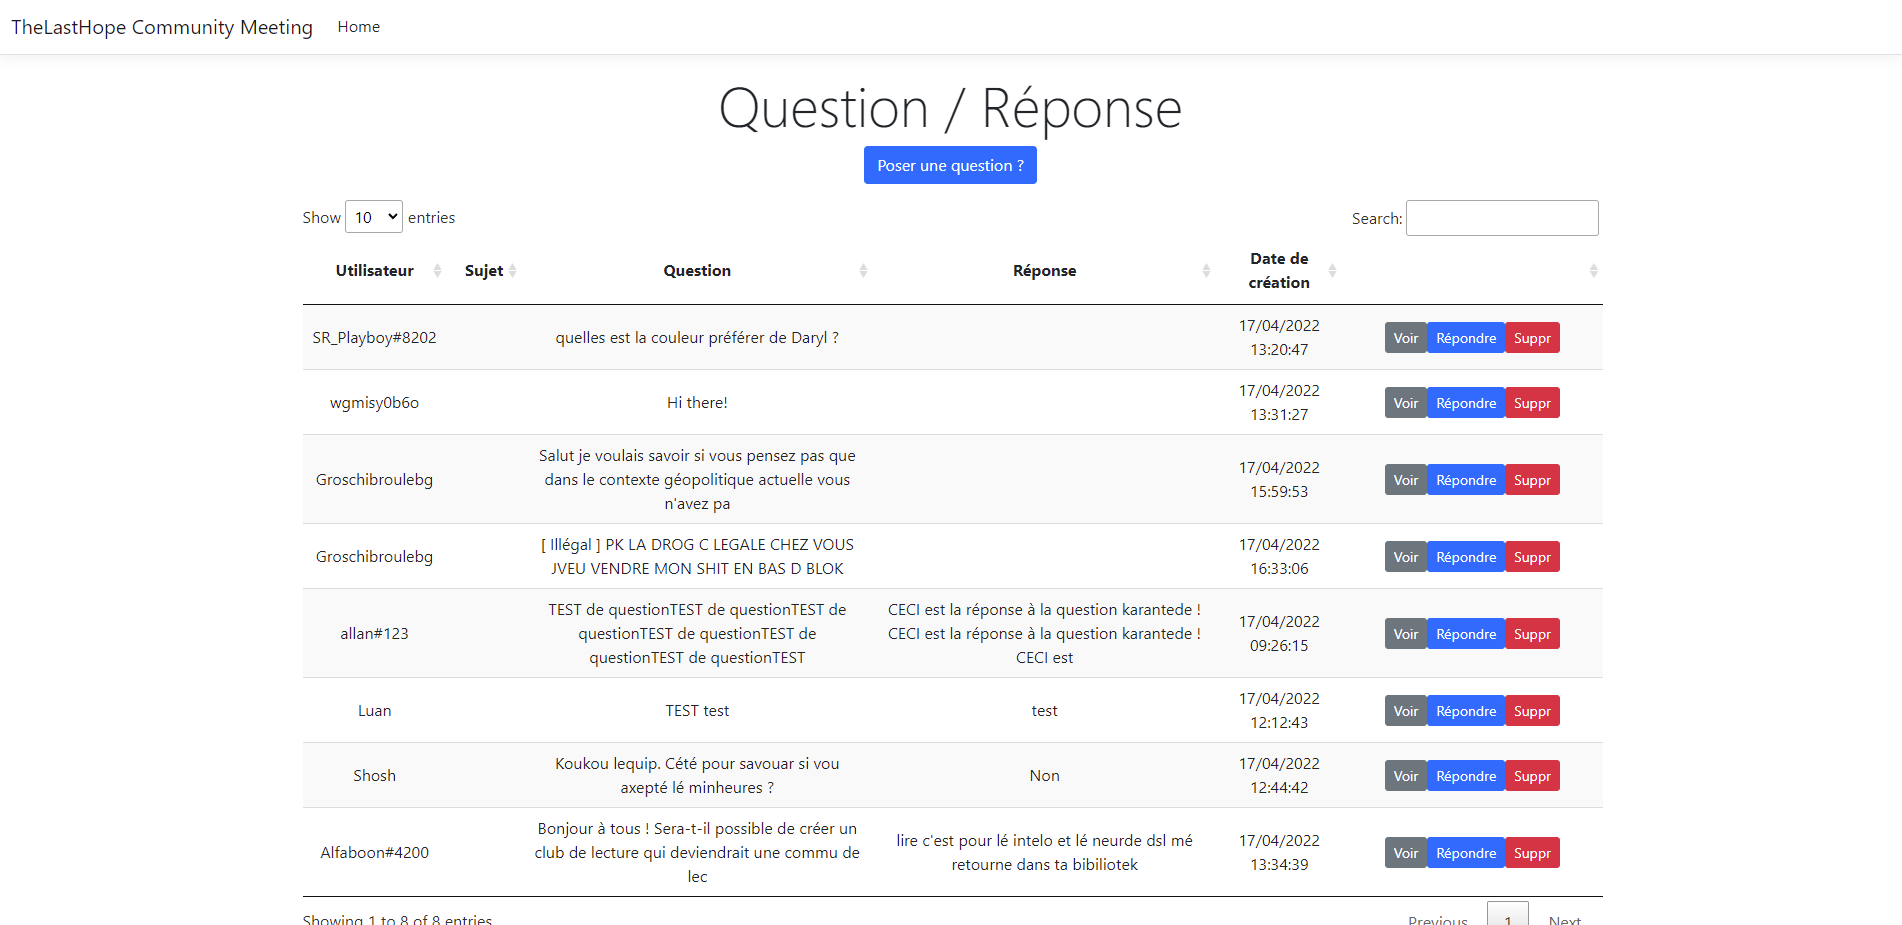 TheLastHope Community Meeting Home
Question / Réponse
Poser une question ?
Show 10 entries
Search:
Utilisateur Sujet Question Réponse Date de création
SR_Playboy#8202 quelles est la couleur préférer de Daryl ? 17/04/2022 13:20:47 Voir Répondre Suppr
wgmisy0b6o Hi there! 17/04/2022 13:31:27 Voir Répondre Suppr
Groschibroulebg
Salut je voulais savoir si vous pensez pas que
dans le contexte géopolitique actuelle vous
n'avez pa
17/04/2022
15:59:53
Voir Répondre Suppr
Groschibroulebg
[ Illégal ] PK LA DROG C LEGALE CHEZ VOUS
JVEU VENDRE MON SHIT EN BAS D BLOK
17/04/2022
16:33:06
Voir Répondre Suppr
allan#123
TEST de questionTEST de questionTEST de
questionTEST de questionTEST de
questionTEST de questionTEST
CECI est la réponse à la question karantede !
CECI est la réponse à la question karantede !
CECI est
17/04/2022
09:26:15
Voir Répondre Suppr
Luan
TEST test
test
17/04/2022
12:12:43
Voir Répondre Suppr
Shosh
Koukou lequip. Cété pour savouar si vou
axepté lé minheures ?
Non
17/04/2022
12:44:42
Voir Répondre Suppr
Alfaboon#4200
Bonjour à tous ! Sera-t-il possible de créer un
club de lecture qui deviendrait une commu de
lec
lire c'est pour lé intelo et lé neurde dsl mé
retourne dans ta bibiliotek
17/04/2022
13:34:39
Voir Répondre Suppr
Showing 1 to 8 of 8 entries
Previous 1 Next